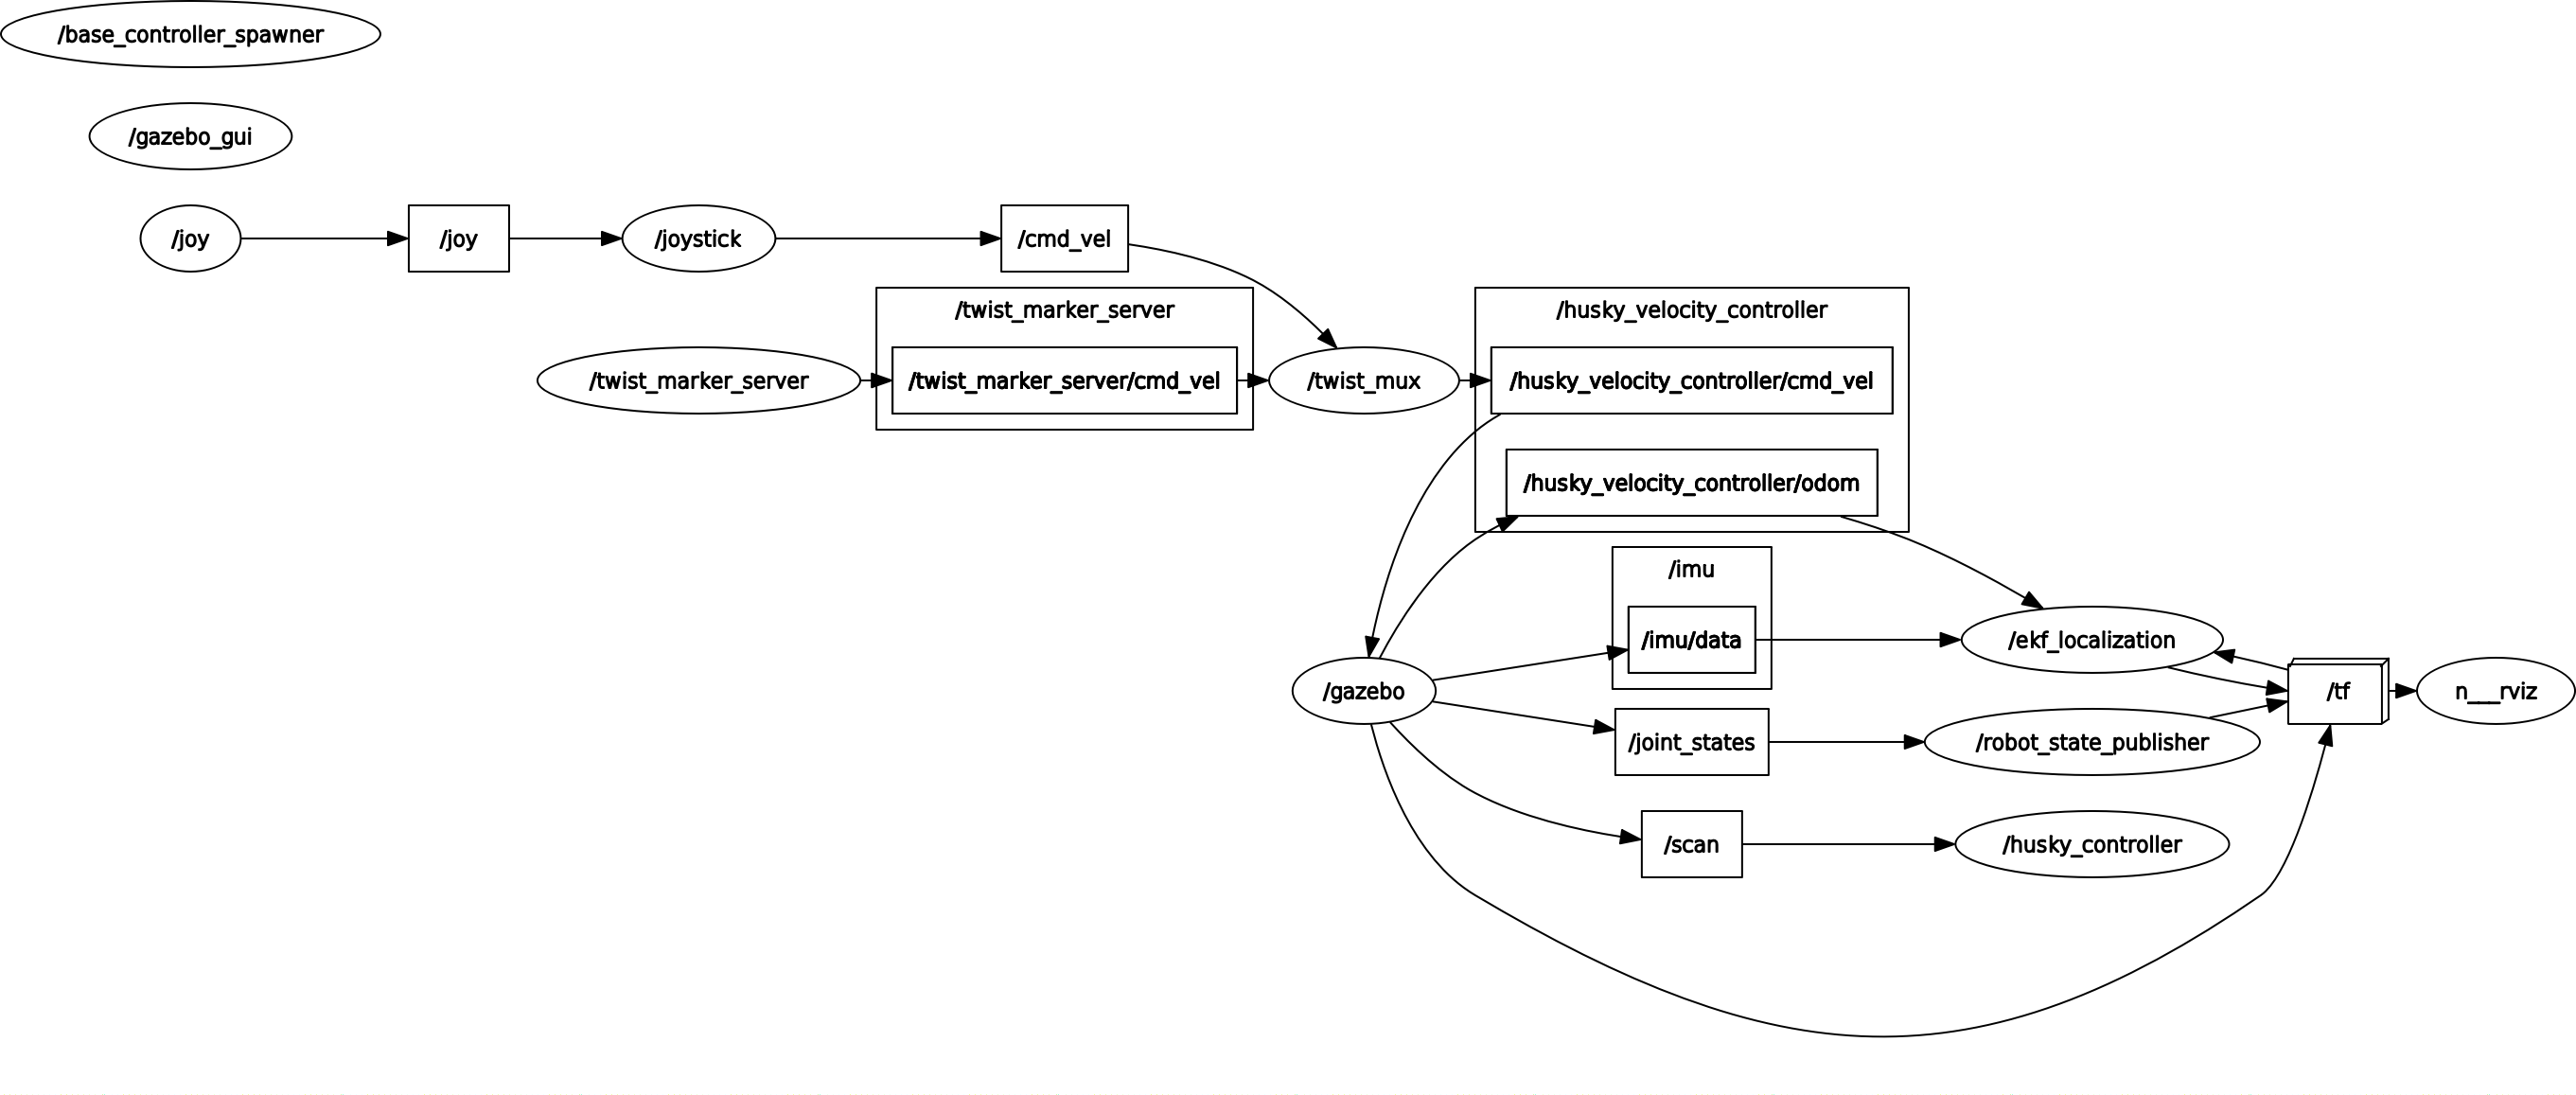 /base_controller_spawner
/gazebo_gui
/joy
/joy
/joystick
/cmd_vel
/twist_marker_server
/husky_velocity_controller
/twist_marker_server
/twist_marker_server/cmd_vel
/twist_mux
/husky_velocity_controller/cmd_vel
/husky_velocity_controller/odom
/imu
/imu/data
/ekf_localization
/gazebo
/tf
n___rviz
/joint_states
/robot_state_publisher
/scan
/husky_controller